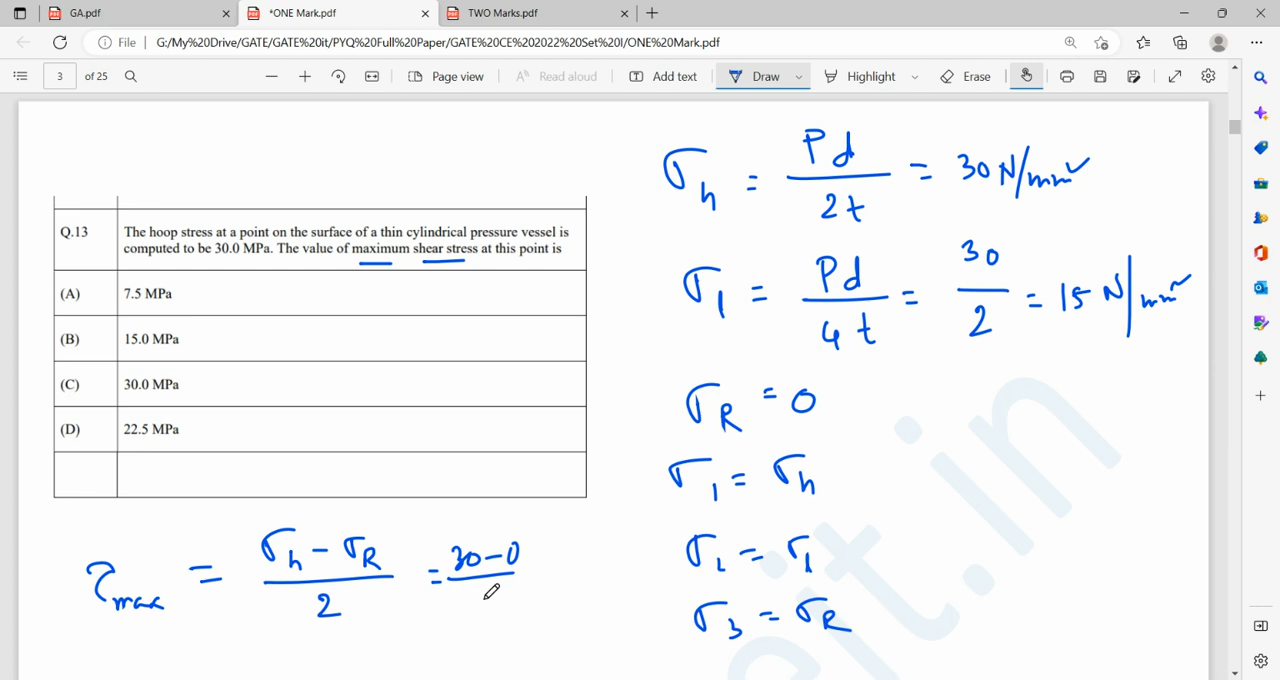 GA.pdf
*ONE Mark.pdf
TWO Marks.pdf
File
G:/My%20Drive/GATE/GATE%20it/PYQ%20Full%20Paper/GATE%20CE%202022%20Set%20I/ONE%20Mark.pdf
3 of 25
Page view
Read aloud
Add text
Draw
Highlight
Erase
Q.13 The hoop stress at a point on the surface of a thin cylindrical pressure vessel is
computed to be 30.0 MPa. The value of maximum shear stress at this point is
(A) 7.5 MPa
(B) 15.0 MPa
(C) 30.0 MPa
(D) 22.5 MPa
σh = Pd/2t = 30 N/mm²
σl = Pd/4t = 30/2 = 15 N/mm²
σR = 0
σ1 = σh
σ2 = σl
σ3 = σR
τmax = σh - σR / 2 = 30-0
eit.in